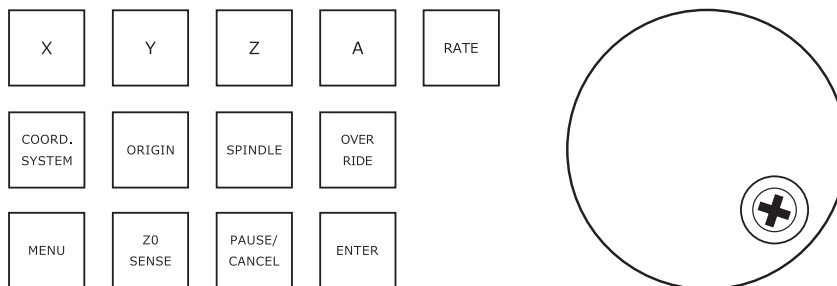 X
Y
Z
A
RATE
COORD.
SYSTEM
ORIGIN
SPINDLE
OVER
RIDE
MENU
Z0
SENSE
PAUSE/
CANCEL
ENTER